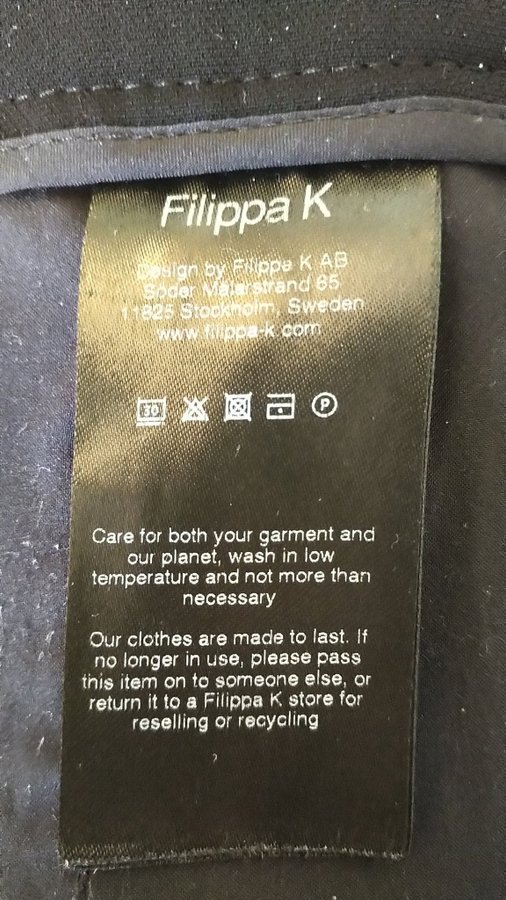 Filippa K
Design by Filippa K AB
Söder Mälarstrand 65
11825 Stockholm, Sweden
www.filippa-k.com
30 P
Care for both your garment and
our planet, wash in low
temperature and not more than
necessary
Our clothes are made to last. If
no longer in use, please pass
this item on to someone else, or
return it to a Filippa K store for
reselling or recycling